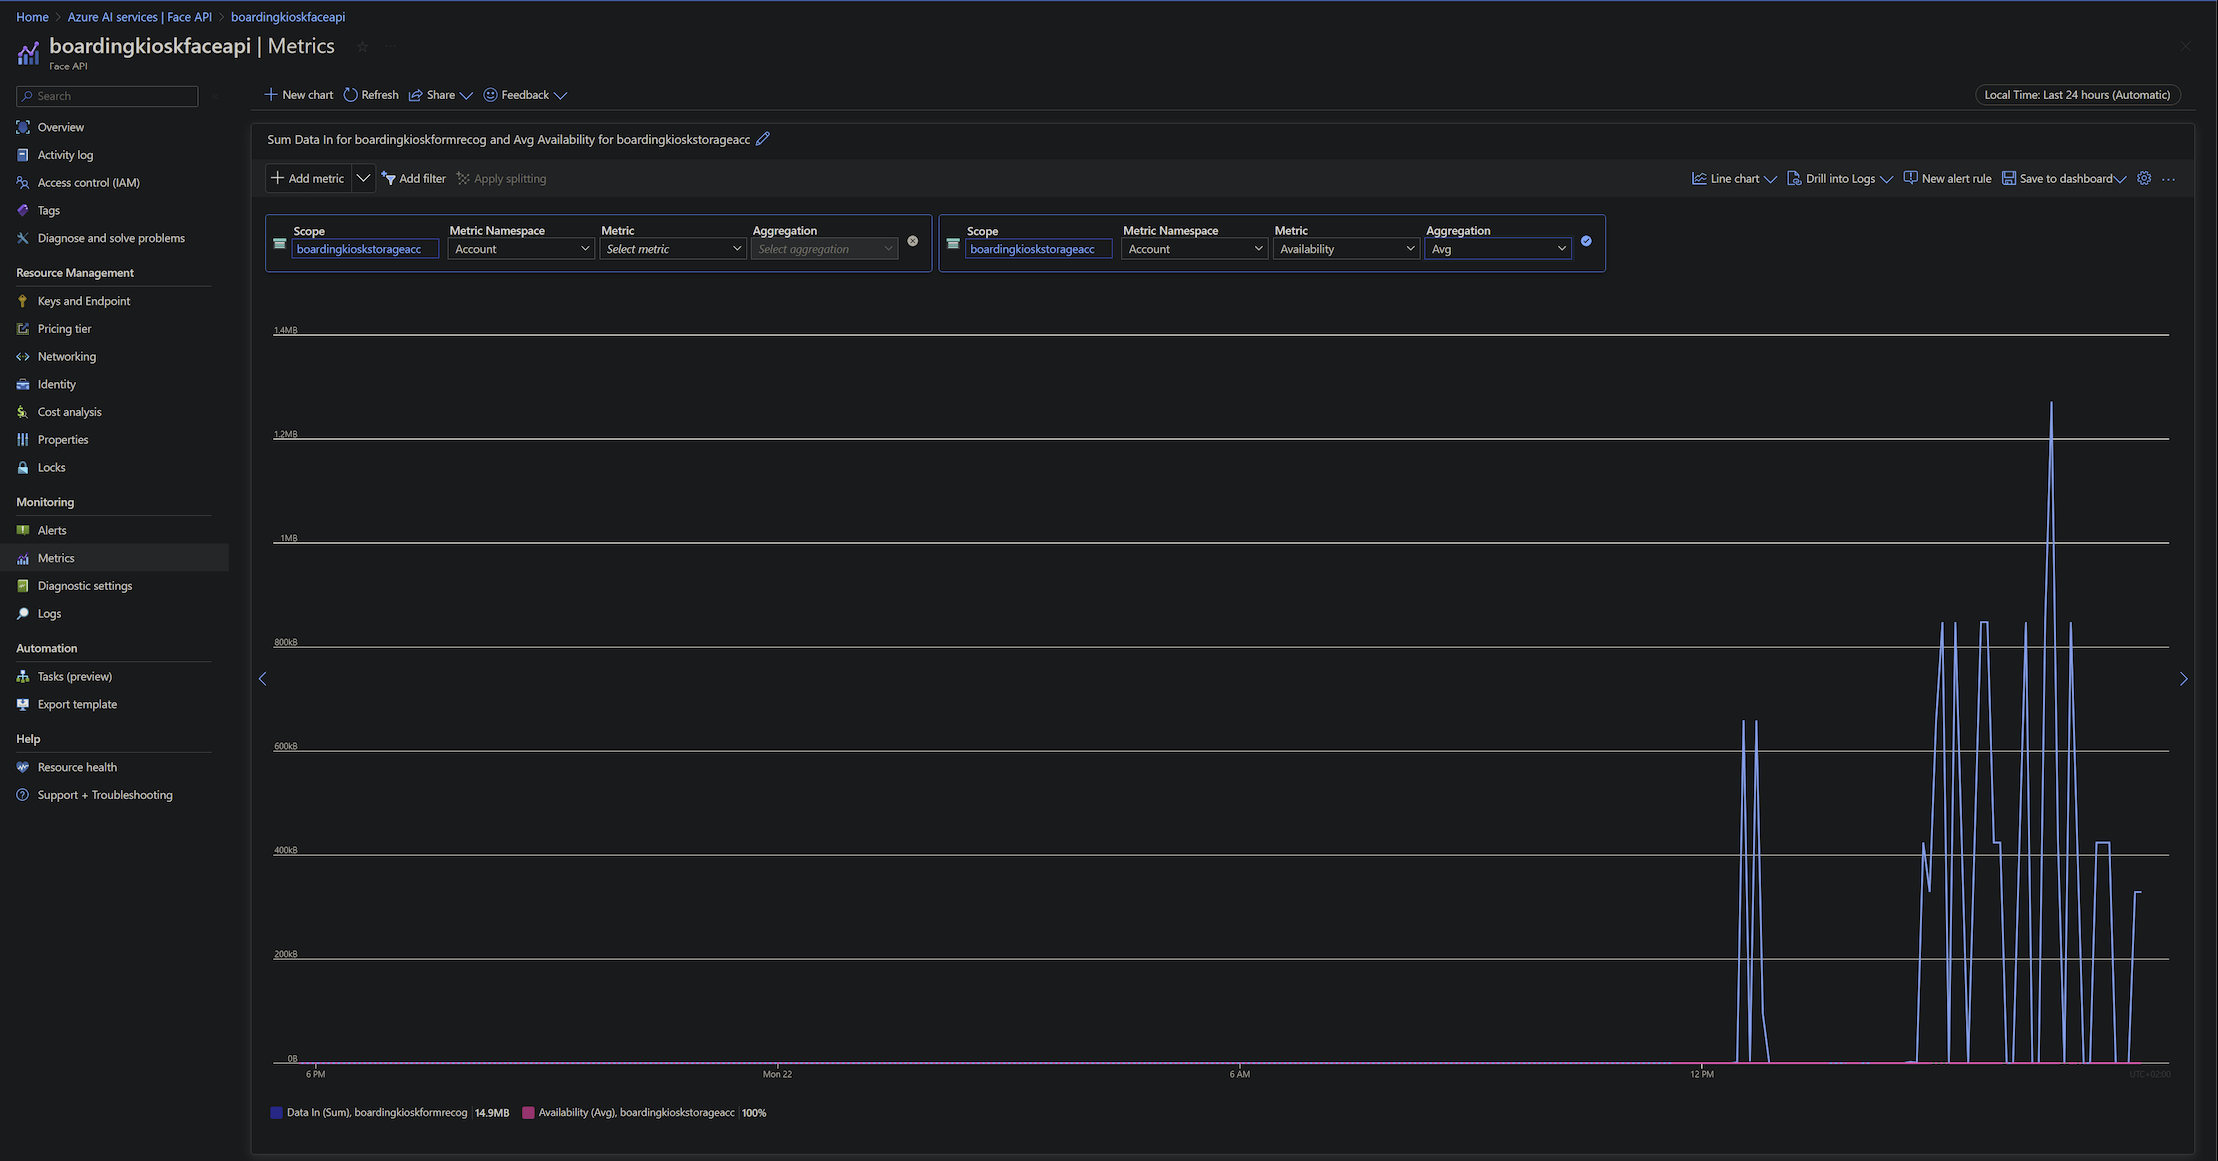 Home > Azure AI services | Face API > boardingkioskfaceapi
boardingkioskfaceapi | Metrics
Face API
Search
Overview
Activity log
Access control (IAM)
Tags
Diagnose and solve problems
Resource Management
Keys and Endpoint
Pricing tier
Networking
Identity
Cost analysis
Properties
Locks
Monitoring
Alerts
Metrics
Diagnostic settings
Logs
Automation
Tasks (preview)
Export template
Help
Resource health
Support + Troubleshooting
New chart Refresh Share Feedback
Local Time: Last 24 hours (Automatic)
Sum Data In for boardingkioskformrecog and Avg Availability for boardingkioskstorageacc
Add metric Add filter Apply splitting
Line chart Drill into Logs New alert rule Save to dashboard ...
Scope Metric Namespace Metric Aggregation
boardingkioskstorageacc Account Select metric Select aggregation
Scope Metric Namespace Metric Aggregation
boardingkioskstorageacc Account Availability Avg
1.4MB
1.2MB
1MB
800kB
600kB
400kB
200kB
0B
6 PM Mon 22 6 AM 12 PM UTC+02:00
Data In (Sum), boardingkioskformrecog | 14.9MB Availability (Avg), boardingkioskstorageacc | 100%